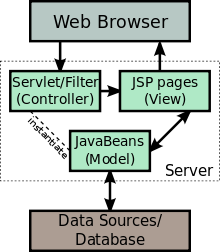 Web Browser
Servlet/Filter
(Controller)
JSP pages
(View)
instantiate
JavaBeans
(Model)
Server
Data Sources/
Database